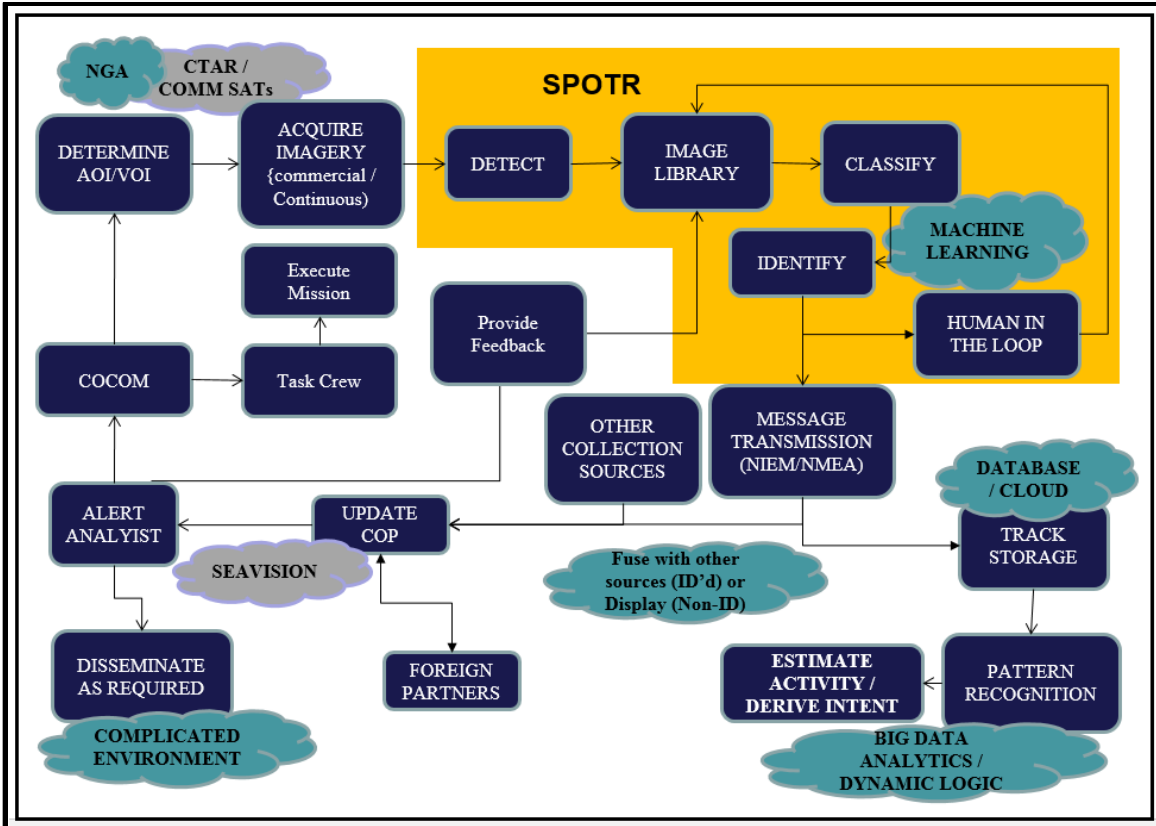 NGA
CTAR /
COMM SATs
SPOTR
DETERMINE
AOI/VOI
ACQUIRE
IMAGERY
{commercial /
Continuous)
DETECT
IMAGE
LIBRARY
CLASSIFY
MACHINE
LEARNING
IDENTIFY
Execute
Mission
Provide
Feedback
HUMAN IN
THE LOOP
COCOM
Task Crew
OTHER
COLLECTION
SOURCES
MESSAGE
TRANSMISSION
(NIEM/NMEA)
DATABASE
/ CLOUD
ALERT
ANALYIST
UPDATE
COP
TRACK
STORAGE
SEAVISION
Fuse with other
sources (ID’d) or
Display (Non-ID)
DISSEMINATE
AS REQUIRED
FOREIGN
PARTNERS
ESTIMATE
ACTIVITY /
DERIVE INTENT
PATTERN
RECOGNITION
COMPLICATED
ENVIRONMENT
BIG DATA
ANALYTICS /
DYNAMIC LOGIC